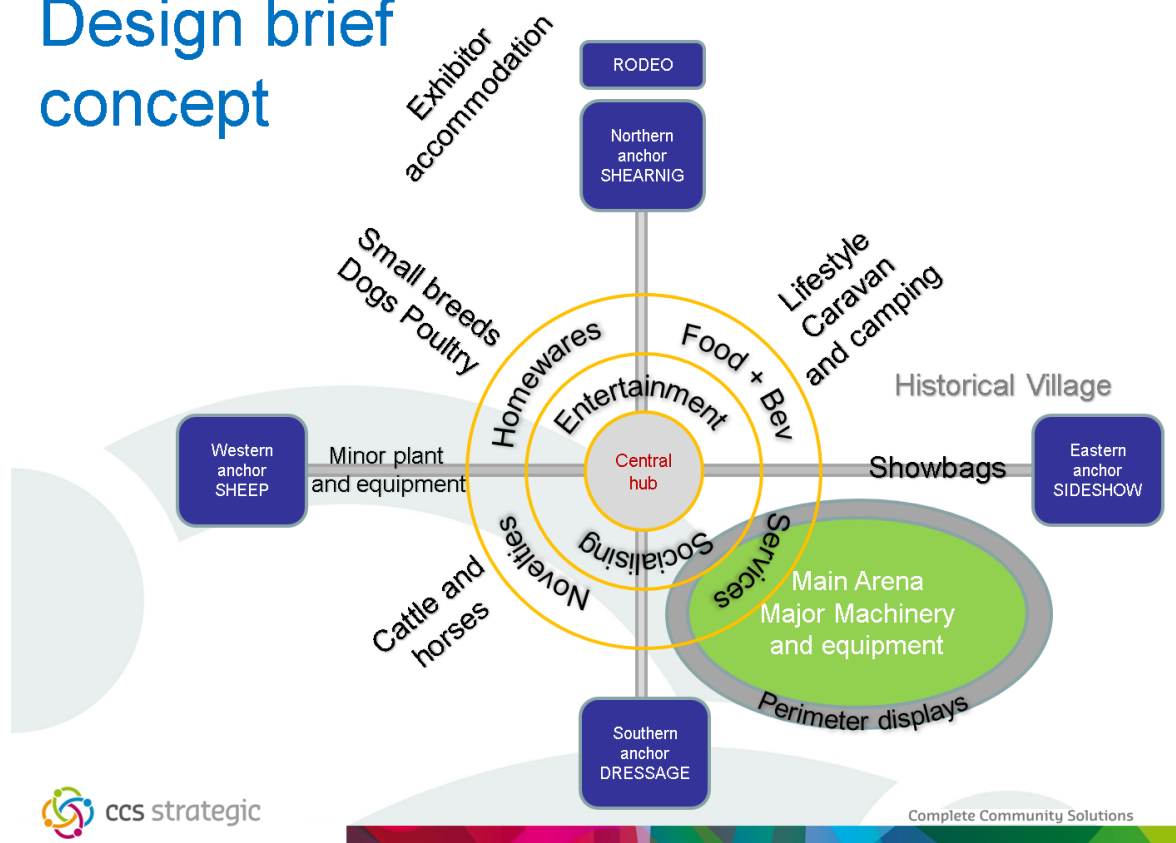 Design brief
concept
Exhibitor
accommodation
RODEO
Northern
anchor
SHEARNIG
Small breeds
Dogs Poultry
Lifestyle
Caravan
and camping
Homewares
Food + Bev
Entertainment
Historical Village
Western
anchor
SHEEP
Minor plant
and equipment
Central
hub
Showbags
Eastern
anchor
SIDESHOW
Socialising
Novelties
Services
Cattle and
horses
Main Arena
Major Machinery
and equipment
Perimeter displays
Southern
anchor
DRESSAGE
ccs strategic
Complete Community Solutions